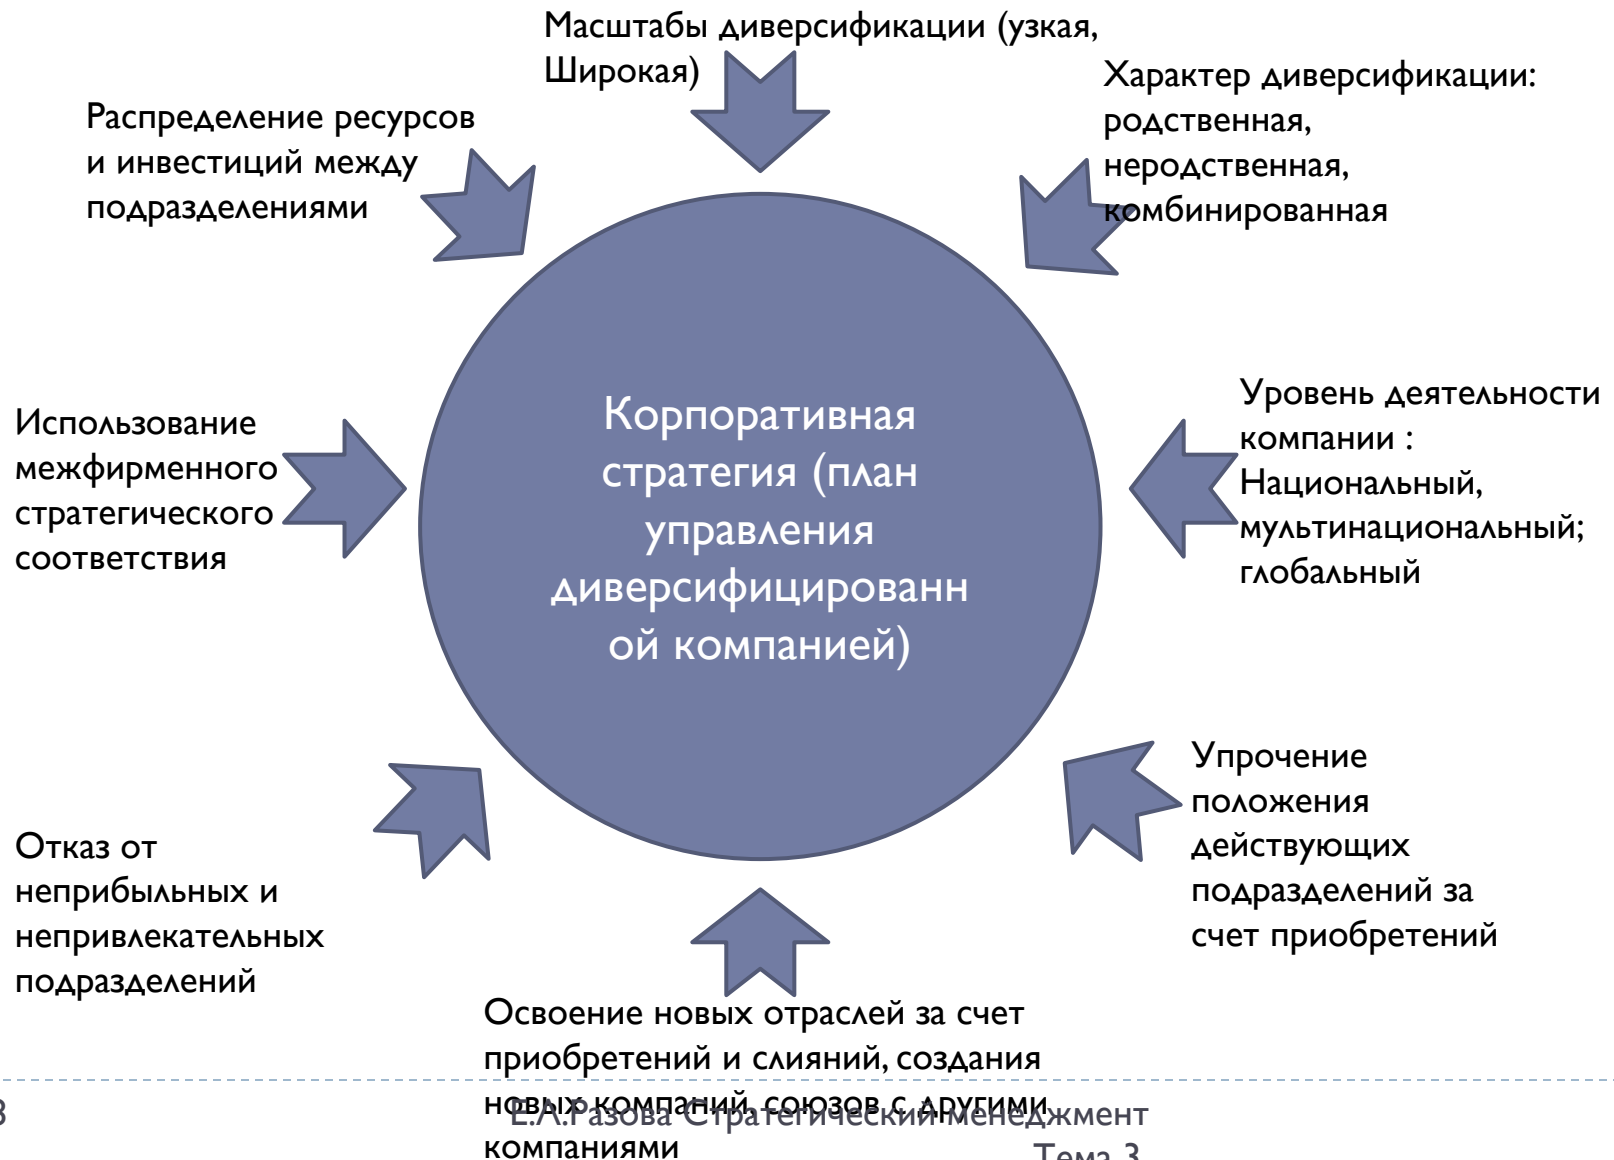 Масштабы диверсификации (узкая,
Широкая)
Характер диверсификации:
родственная,
неродственная,
комбинированная
Распределение ресурсов
и инвестиций между
подразделениями
Уровень деятельности
компании :
Национальный,
мультинациональный;
глобальный
Использование
межфирменного
стратегического
соответствия
Корпоративная
стратегия (план
управления
диверсифицированн
ой компанией)
Упрочение
положения
действующих
подразделений за
счет приобретений
Отказ от
неприбыльных и
непривлекательных
подразделений
Освоение новых отраслей за счет
приобретений и слияний, создания
новых компаний, союзов с другими
компаниями
3
Е.Л.Разова Стратегический менеджмент
Тема 3